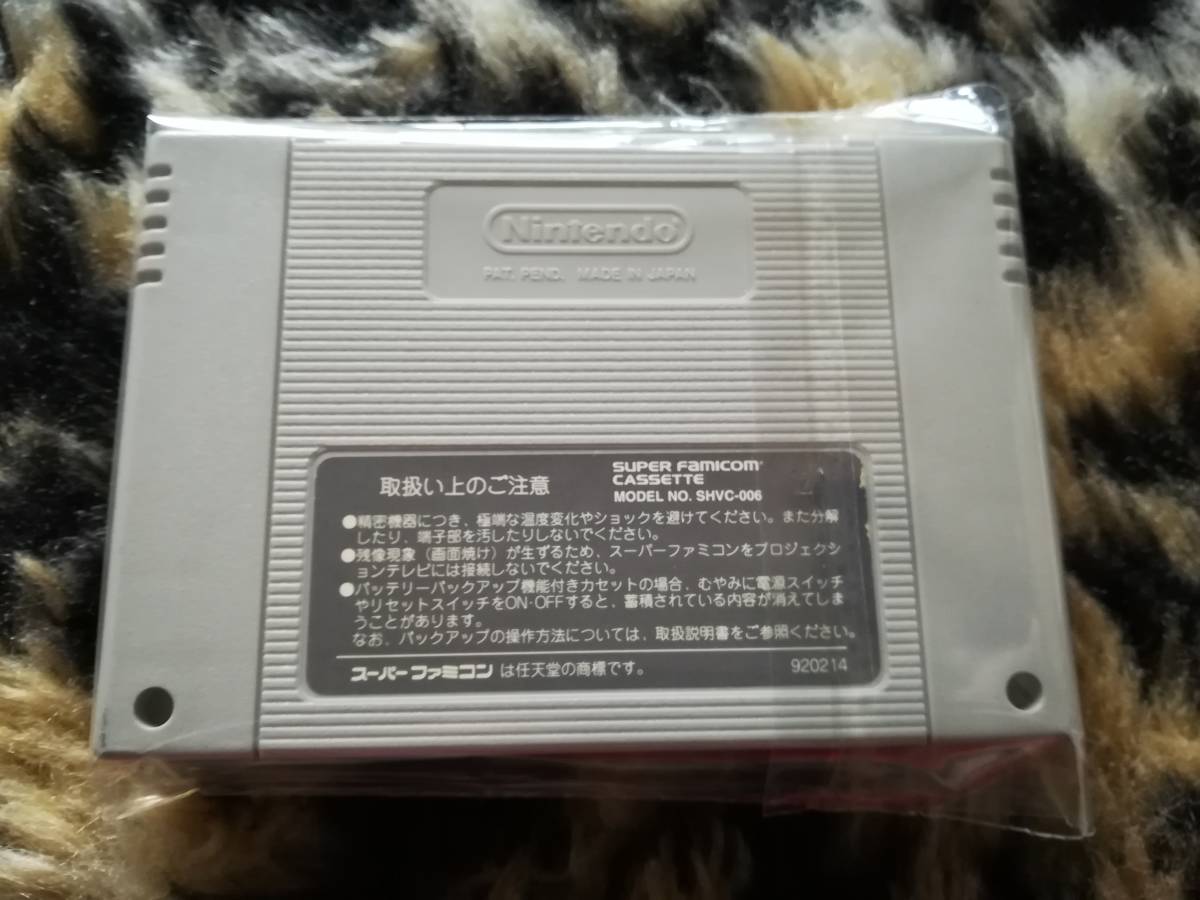 Nintendo
PAT. PEND. MADE IN JAPAN
取扱い上のご注意
SUPER FAMICOM
CASSETTE
MODEL NO. SHVC-006
●精密機器につき、極端な温度変化やショックを避けてください。また分解
したり、端子部を汚したりしないでください。
●残像現象（画面焼け）が生ずるため、スーパーファミコンをプロジェクシ
ョンテレビには接続しないでください。
●バッテリーバックアップ機能付きカセットの場合、むやみに電源スイッチ
やリセットスイッチをON・OFFすると、蓄積されている内容が消えてしま
うことがあります。
なお、バックアップの操作方法については、取扱説明書をご参照ください。
スーパーファミコンは任天堂の商標です。
920214